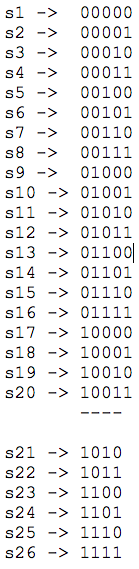 s1 -> 00000
s2 -> 00001
s3 -> 00010
s4 -> 00011
s5 -> 00100
s6 -> 00101
s7 -> 00110
s8 -> 00111
s9 -> 01000
s10 -> 01001
s11 -> 01010
s12 -> 01011
s13 -> 01100
s14 -> 01101
s15 -> 01110
s16 -> 01111
s17 -> 10000
s18 -> 10001
s19 -> 10010
s20 -> 10011
----
s21 -> 1010
s22 -> 1011
s23 -> 1100
s24 -> 1101
s25 -> 1110
s26 -> 1111